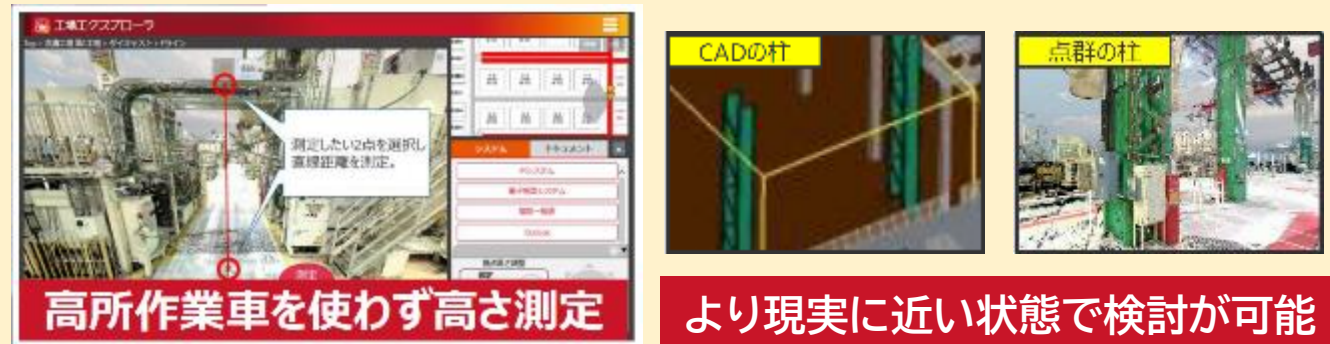 工場エクスプローラ
測定したい2点を選択し
直線距離を測定。
システム
ドキュメント
測定
高所作業車を使わず高さ測定
CADの柱
点群の柱
より現実に近い状態で検討が可能